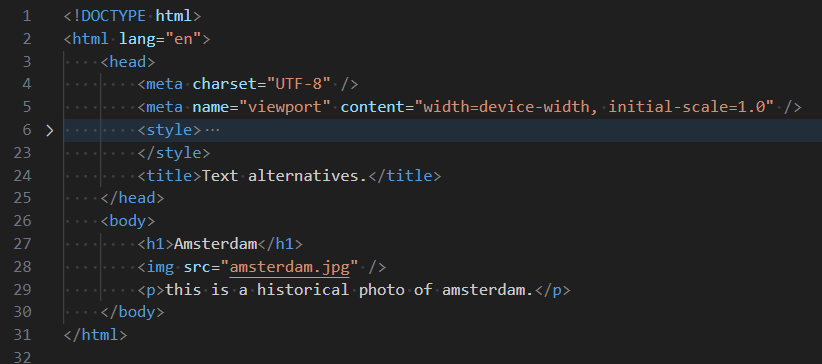 1 <!DOCTYPE html>
2 <html lang="en">
3 <head>
4 <meta charset="UTF-8" />
5 <meta name="viewport" content="width=device-width, initial-scale=1.0" />
6 <style>…
23 </style>
24 <title>Text alternatives.</title>
25 </head>
26 <body>
27 <h1>Amsterdam</h1>
28 <img src="amsterdam.jpg" />
29 <p>this is a historical photo of amsterdam.</p>
30 </body>
31 </html>
32